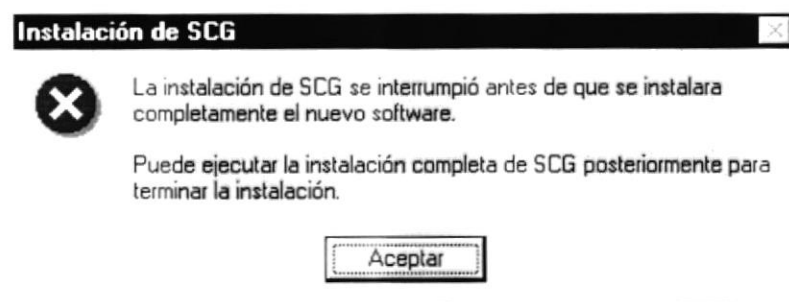 Instalación de SCG
La instalación de SCG se interrumpió antes de que se instalara
completamente el nuevo software.
Puede ejecutar la instalación completa de SCG posteriormente para
terminar la instalación.
Aceptar